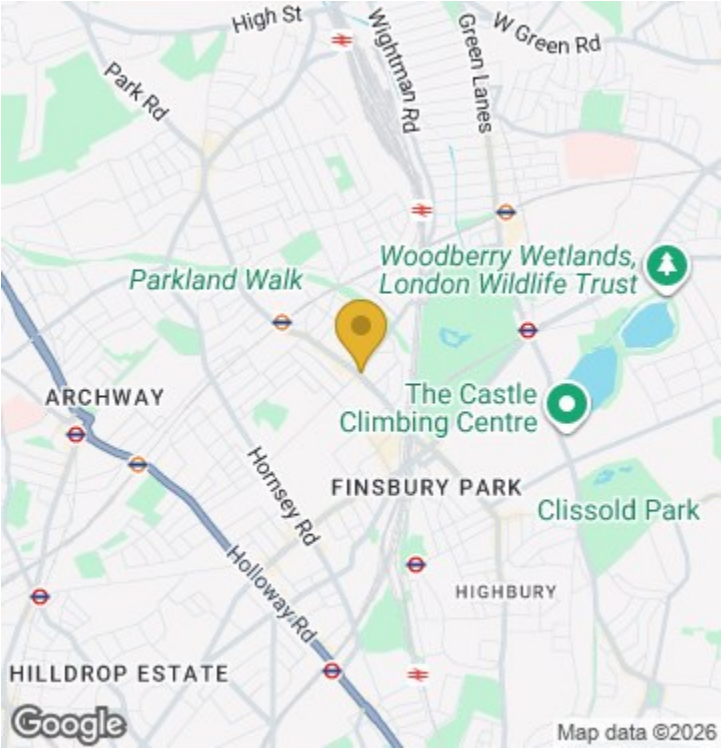 High St
Wightman Rd
Green Lanes
W Green Rd
Park Rd
Woodberry Wetlands,
London Wildlife Trust
Parkland Walk
ARCHWAY
The Castle
Climbing Centre
Hornsey Rd
FINSBURY PARK
Clissold Park
Holloway Rd
HIGHBURY
HILLDROP ESTATE
Google
Map data ©2026